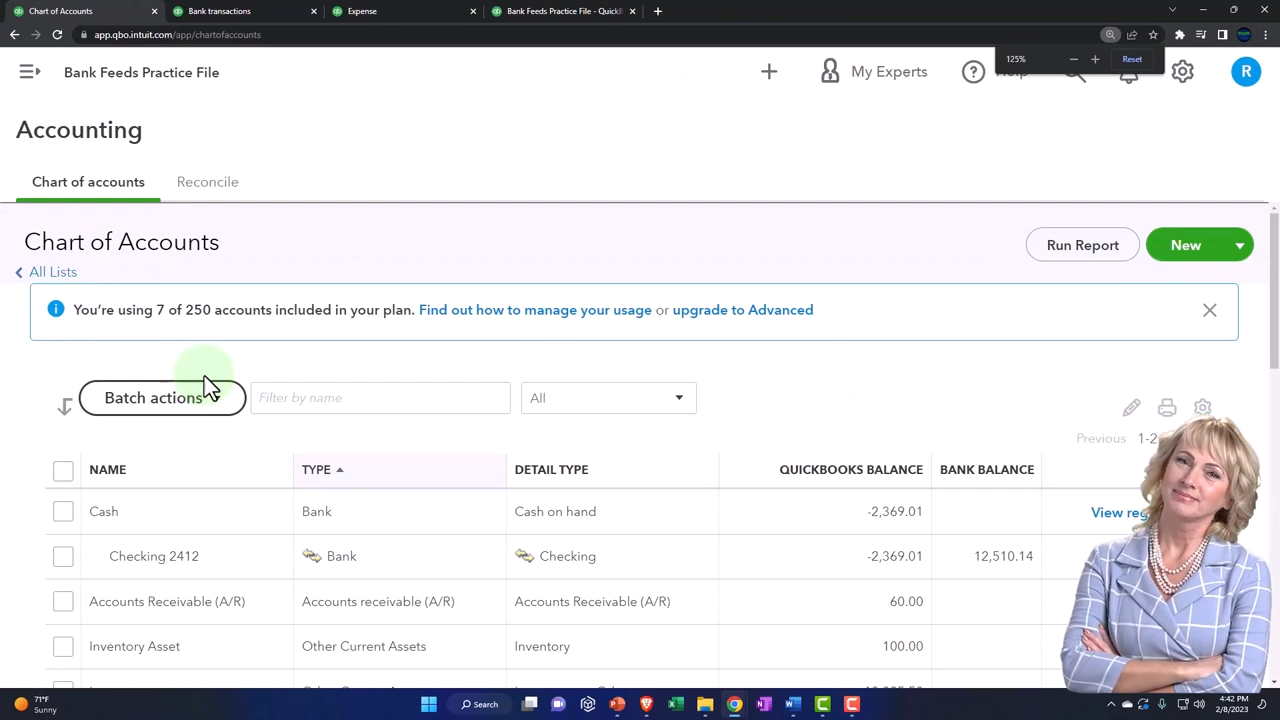 Chart of Accounts
Bank transactions
Expense
Bank Feeds Practice File - QuickB
app.qbo.intuit.com/app/chartofaccounts
Bank Feeds Practice File
My Experts
125%
Reset
R
Accounting
Chart of accounts
Reconcile
Chart of Accounts
Run Report
New
All Lists
You're using 7 of 250 accounts included in your plan. Find out how to manage your usage or upgrade to Advanced
Batch actions
Filter by name
All
Previous 1-2
NAME TYPE DETAIL TYPE QUICKBOOKS BALANCE BANK BALANCE
Cash Bank Cash on hand -2,369.01 View reg
Checking 2412 Bank Checking -2,369.01 12,510.14
Accounts Receivable (A/R) Accounts receivable (A/R) Accounts Receivable (A/R) 60.00
Inventory Asset Other Current Assets Inventory 100.00
71°F
Sunny
Search
4:42 PM
2/8/2023